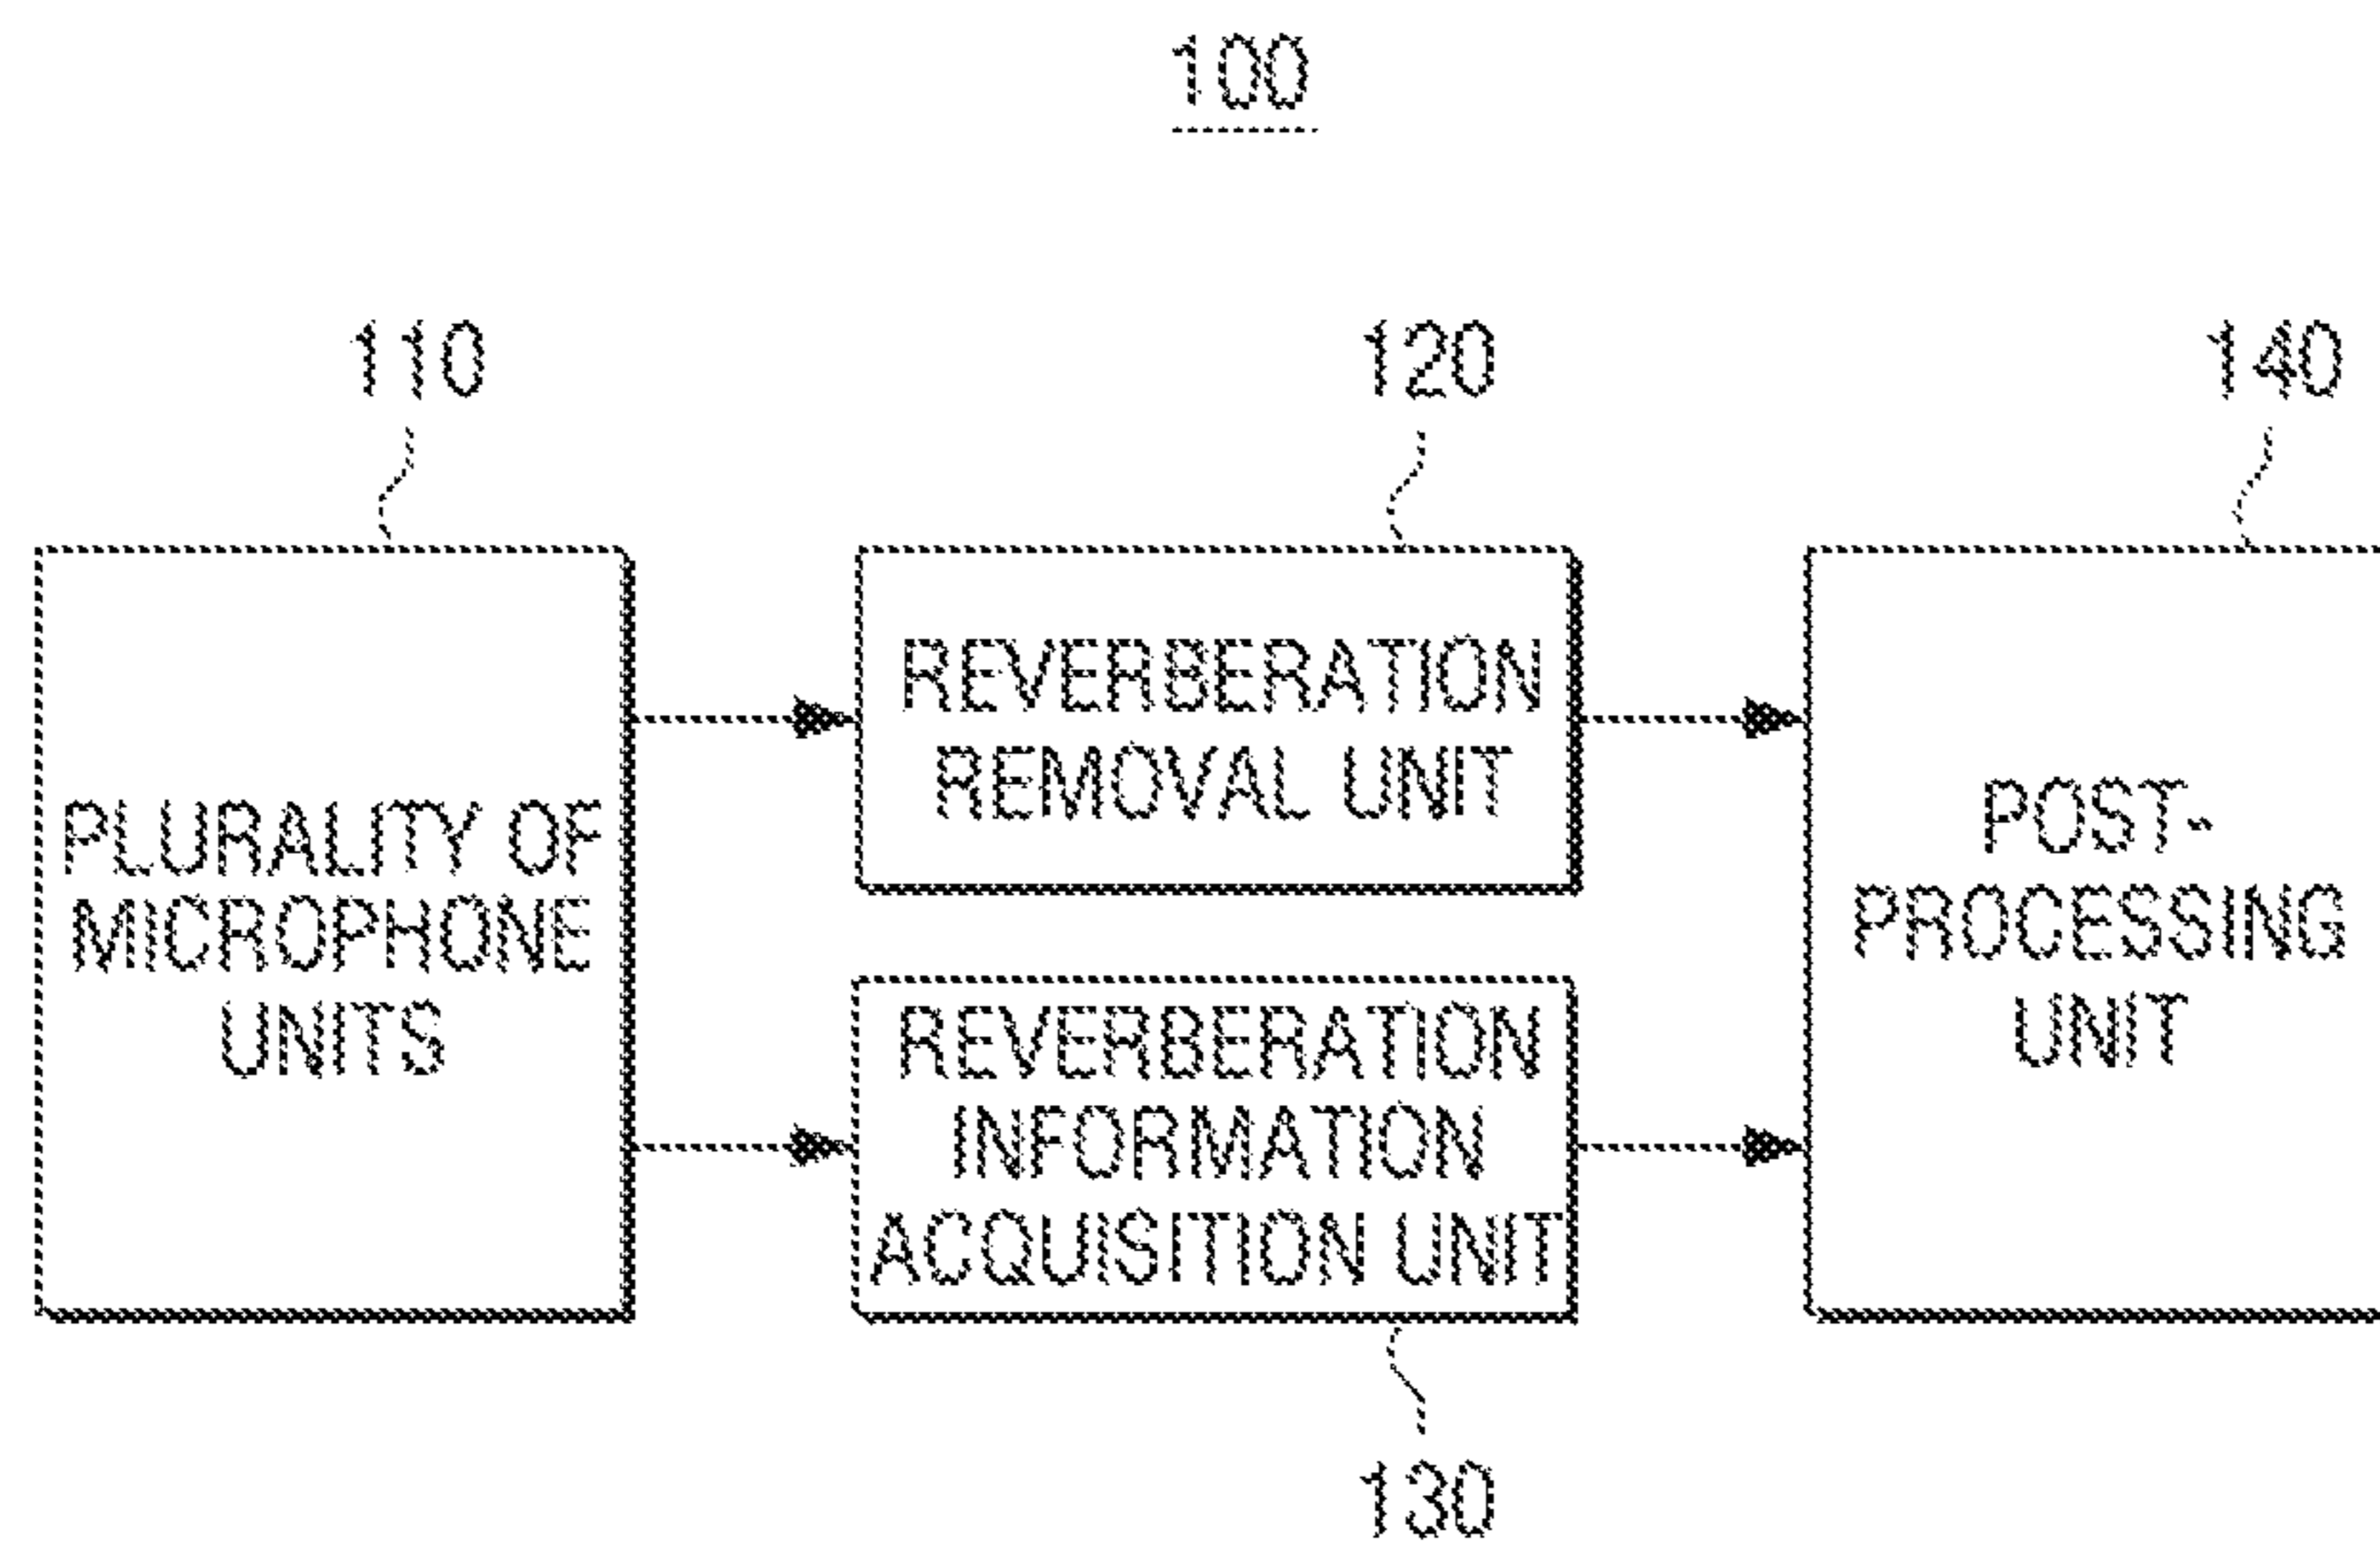 100
110
120
140
PLURALITY OF
MICROPHONE
UNITS
REVERBERATION
REMOVAL UNIT
REVERBERATION
INFORMATION
ACQUISITION UNIT
POST-
PROCESSING
UNIT
130